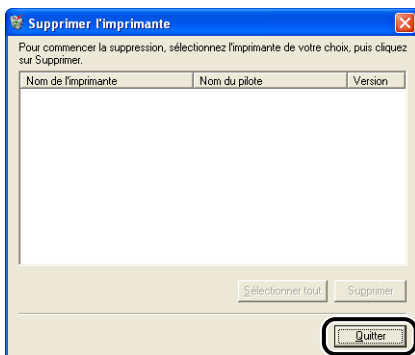 Supprimer l'imprimante
Pour commencer la suppression, sélectionnez l'imprimante de votre choix, puis cliquez
sur Supprimer.
Nom de l'imprimante Nom du pilote Version
Sélectionner tout Supprimer
Quitter